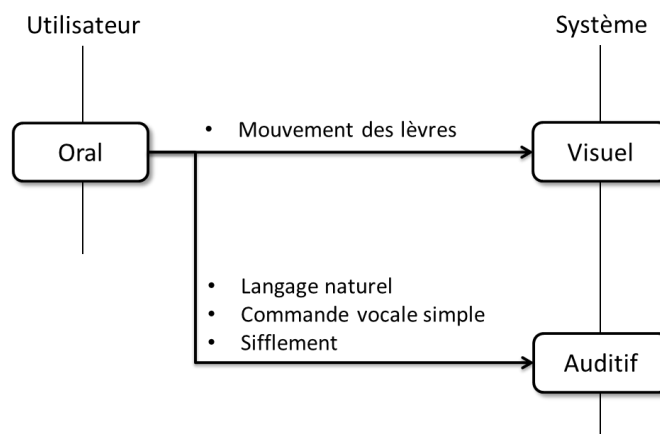 Utilisateur
Système
• Mouvement des lèvres
Oral
Visuel
• Langage naturel
• Commande vocale simple
• Sifflement
Auditif